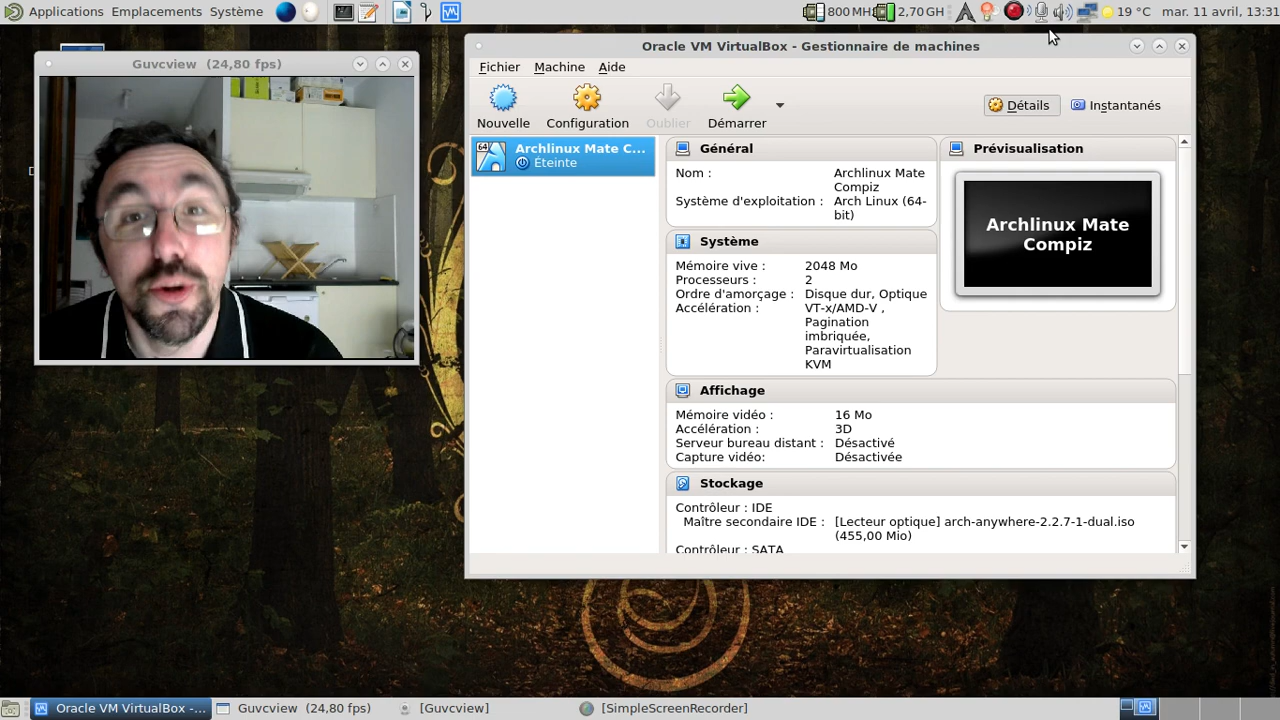 Applications Emplacements Système 800 MH 2,70 GH 19 °C mar. 11 avril, 13:31
Guvcview (24,80 fps)
Oracle VM VirtualBox - Gestionnaire de machines
Fichier Machine Aide
Nouvelle Configuration Oublier Démarrer Détails Instantanés
64 Archlinux Mate C...
Éteinte
Général
Nom : Archlinux Mate
Compiz
Système d'exploitation : Arch Linux (64-
bit)
Système
Mémoire vive : 2048 Mo
Processeurs : 2
Ordre d'amorçage : Disque dur, Optique
Accélération : VT-x/AMD-V ,
Pagination
imbriquée,
Paravirtualisation
KVM
Prévisualisation
Archlinux Mate
Compiz
Affichage
Mémoire vidéo : 16 Mo
Accélération : 3D
Serveur bureau distant : Désactivé
Capture vidéo: Désactivée
Stockage
Contrôleur : IDE
Maître secondaire IDE : [Lecteur optique] arch-anywhere-2.2.7-1-dual.iso
(455,00 Mio)
Contrôleur : SATA
Oracle VM VirtualBox -... Guvcview (24,80 fps) [Guvcview] [SimpleScreenRecorder]